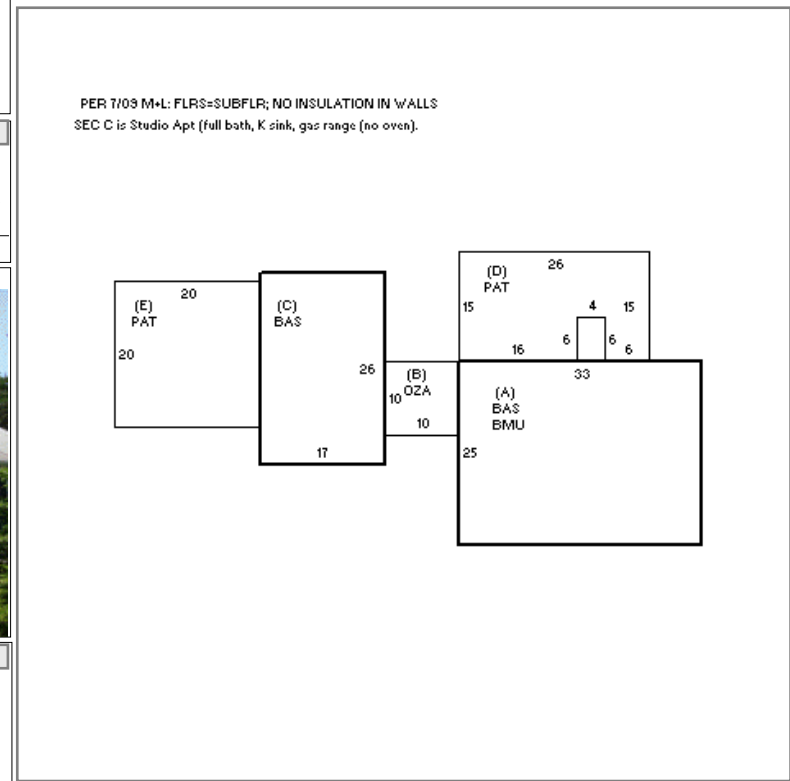 PER 7/09 M+L: FLRS=SUBFLR; NO INSULATION IN WALLS
SEC C is Studio Apt (full bath, K sink, gas range (no oven).
26
(D)
PAT
20
(E)
PAT
(C)
BAS
15
4
15
6
6
20
16
6
26
(B)
OZA
33
10
(A)
BAS
BMU
10
17
25